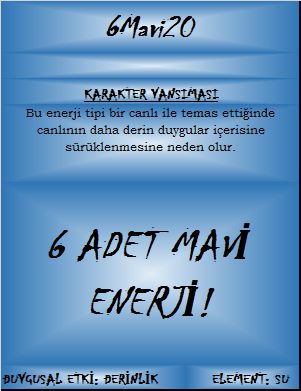 6Mavi20
KARAKTER YANSIMASI
Bu enerji tipi bir canlı ile temas ettiğinde
canlının daha derin duygular içerisine
sürüklenmesine neden olur.
6 ADET MAVİ
ENERJİ!
DUYGUSAL ETKİ: DERİNLİK ELEMENT: SU